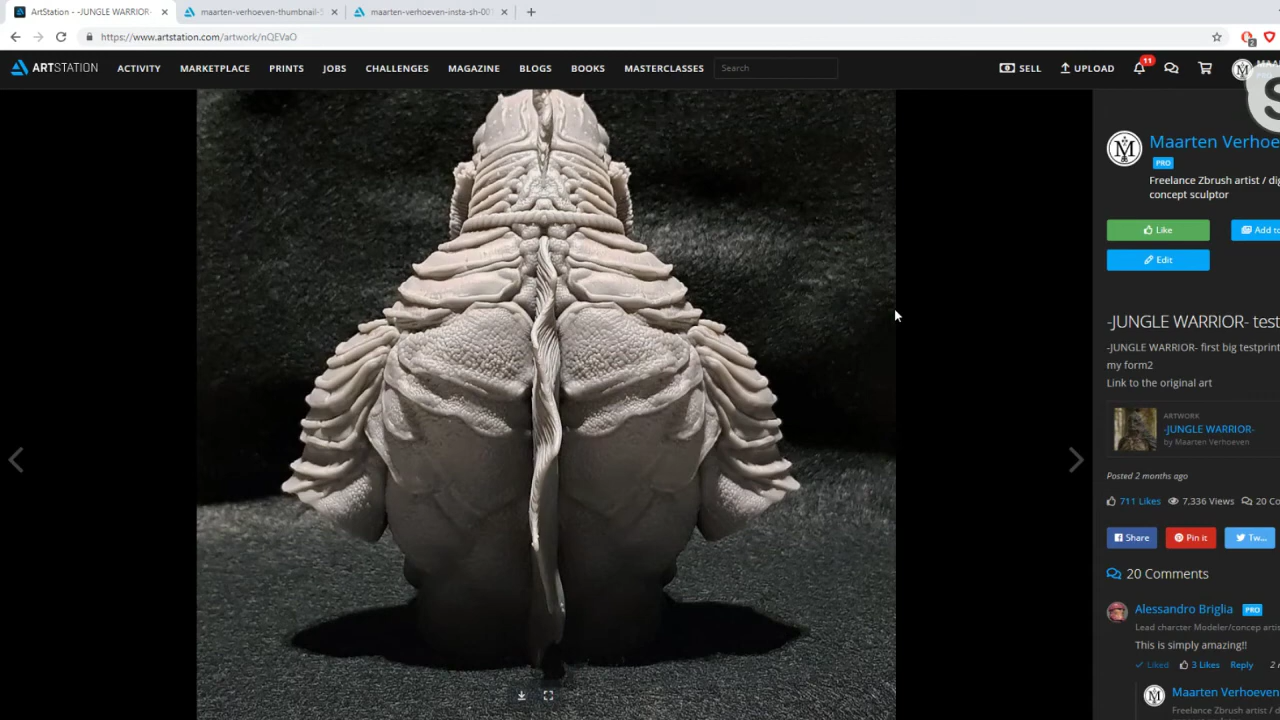 ArtStation - -JUNGLE WARRIOR-
maarten-verhoeven-thumbnail-
maarten-verhoeven-insta-sh-00
https://www.artstation.com/artwork/nQEVaO
2
ARTSTATION ACTIVITY MARKETPLACE PRINTS JOBS CHALLENGES MAGAZINE BLOGS BOOKS MASTERCLASSES Search SELL UPLOAD 11
Maarten Verhoe
PRO
Freelance Zbrush artist / di
concept sculptor
Like Add to
Edit
-JUNGLE WARRIOR- test
-JUNGLE WARRIOR- first big testprint
my form2
Link to the original art
ARTWORK
-JUNGLE WARRIOR-
by Maarten Verhoeven
Posted 2 months ago
711 Likes 7,336 Views 20 Co
Share Pin it Tw...
20 Comments
Alessandro Briglia PRO
Lead charcter Modeler/concep artis
This is simply amazing!!
Liked 3 Likes Reply 2
Maarten Verhoeven
Freelance Zbrush artist / dig